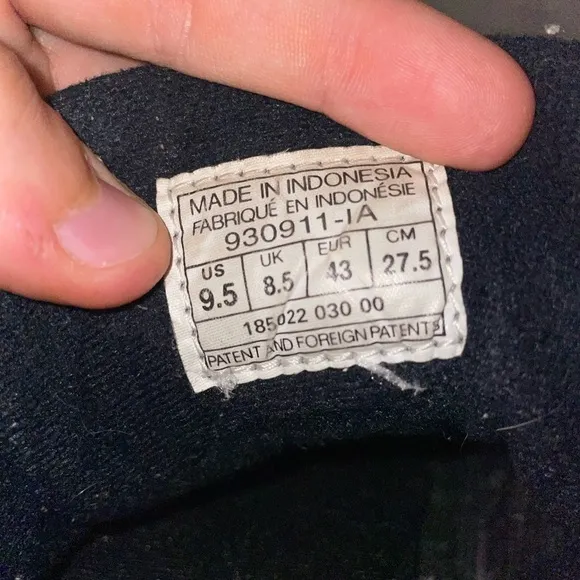 MADE IN INDONESIA
FABRIQUÉ EN INDONÉSIE
930911-IA
US UK EUR CM
9.5 8.5 43 27.5
185022 030 00
PATENT AND FOREIGN PATENTS